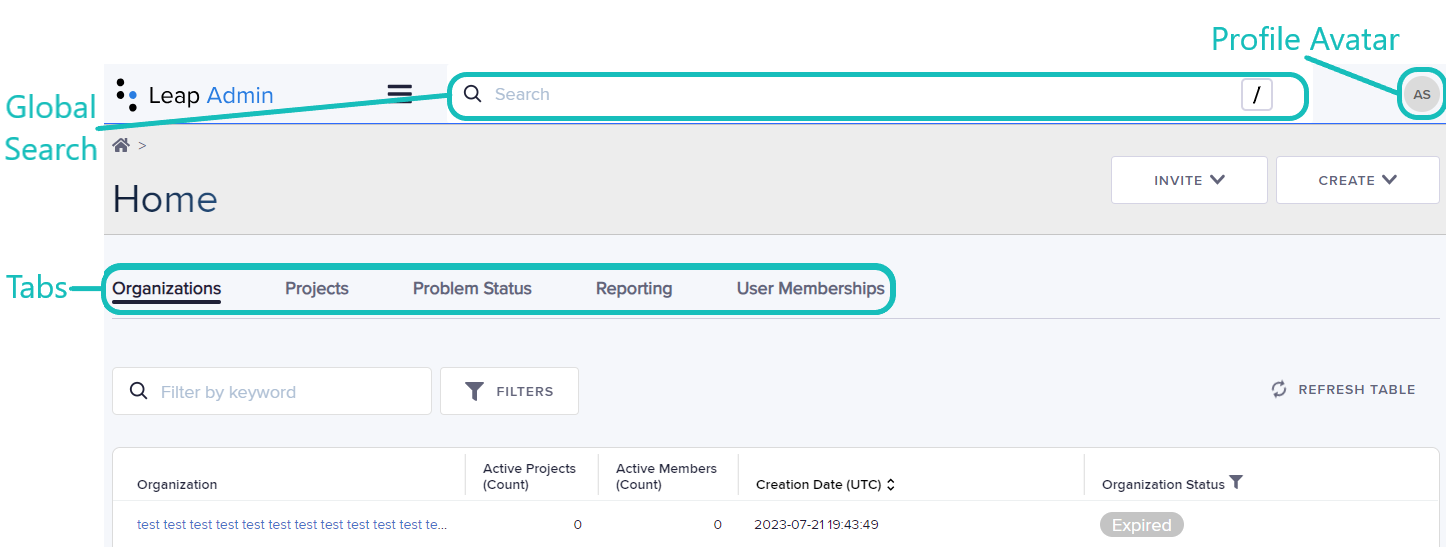 Profile Avatar
Global
Search
Leap Admin
Search
/
AS
>
Home
INVITE
CREATE
Tabs
Organizations
Projects
Problem Status
Reporting
User Memberships
Filter by keyword
FILTERS
REFRESH TABLE
Organization
Active Projects
(Count)
Active Members
(Count)
Creation Date (UTC)
Organization Status
test test test test test test test test test test test te...
0
0
2023-07-21 19:43:49
Expired